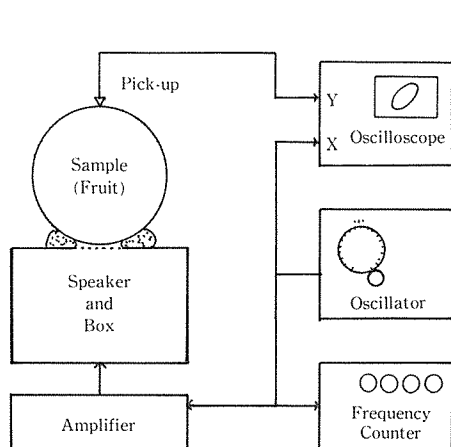 Pick-up
Y
X
Oscilloscope
Sample
(Fruit)
Speaker
and
Box
Oscillator
Amplifier
Frequency
Counter